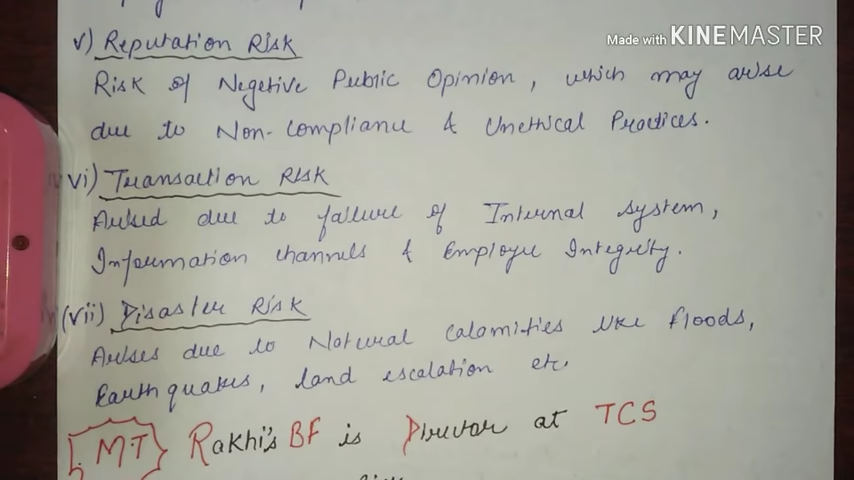 Made with KINEMASTER
v) Reputation Risk
Risk of Negetive Public Opinion, which may arise
due to Non-Compliance & Unethical Practices.
vi) Transaction Risk
Arised due to failure of Internal system,
Information channels & Employee Integrity.
(vii) Disaster Risk
Arises due to Natural calamities like floods,
Earthquakes, land escalation etc.
MT Rakhi's BF is Director at TCS